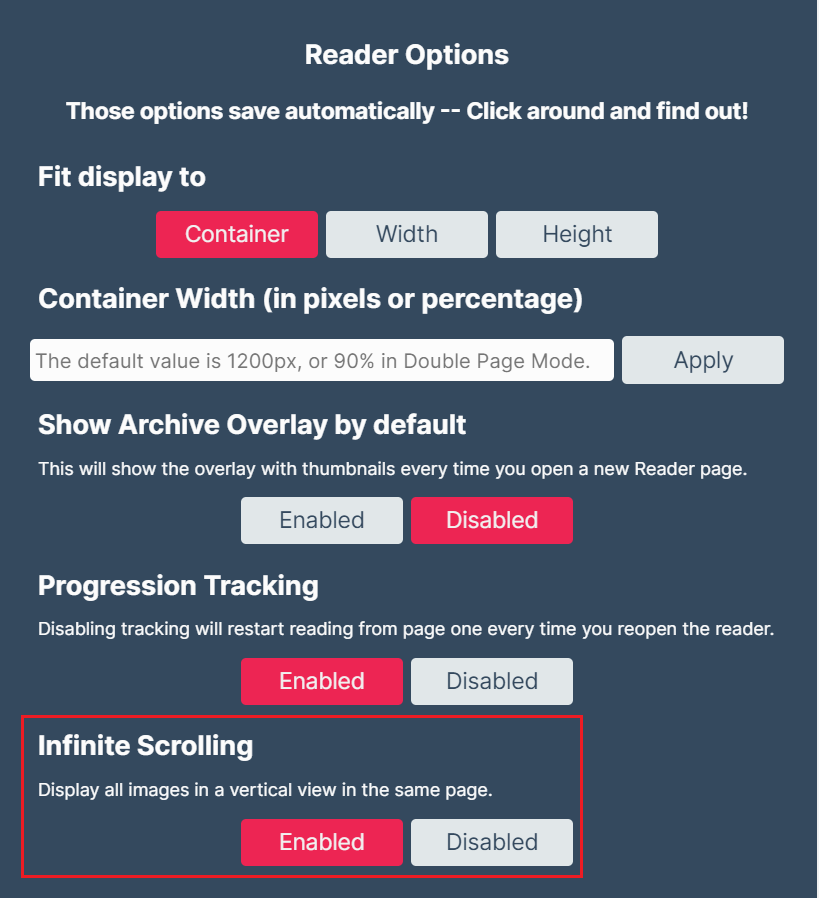 Reader Options
Those options save automatically -- Click around and find out!
Fit display to
Container Width Height
Container Width (in pixels or percentage)
The default value is 1200px, or 90% in Double Page Mode. Apply
Show Archive Overlay by default
This will show the overlay with thumbnails every time you open a new Reader page.
Enabled Disabled
Progression Tracking
Disabling tracking will restart reading from page one every time you reopen the reader.
Enabled Disabled
Infinite Scrolling
Display all images in a vertical view in the same page.
Enabled Disabled